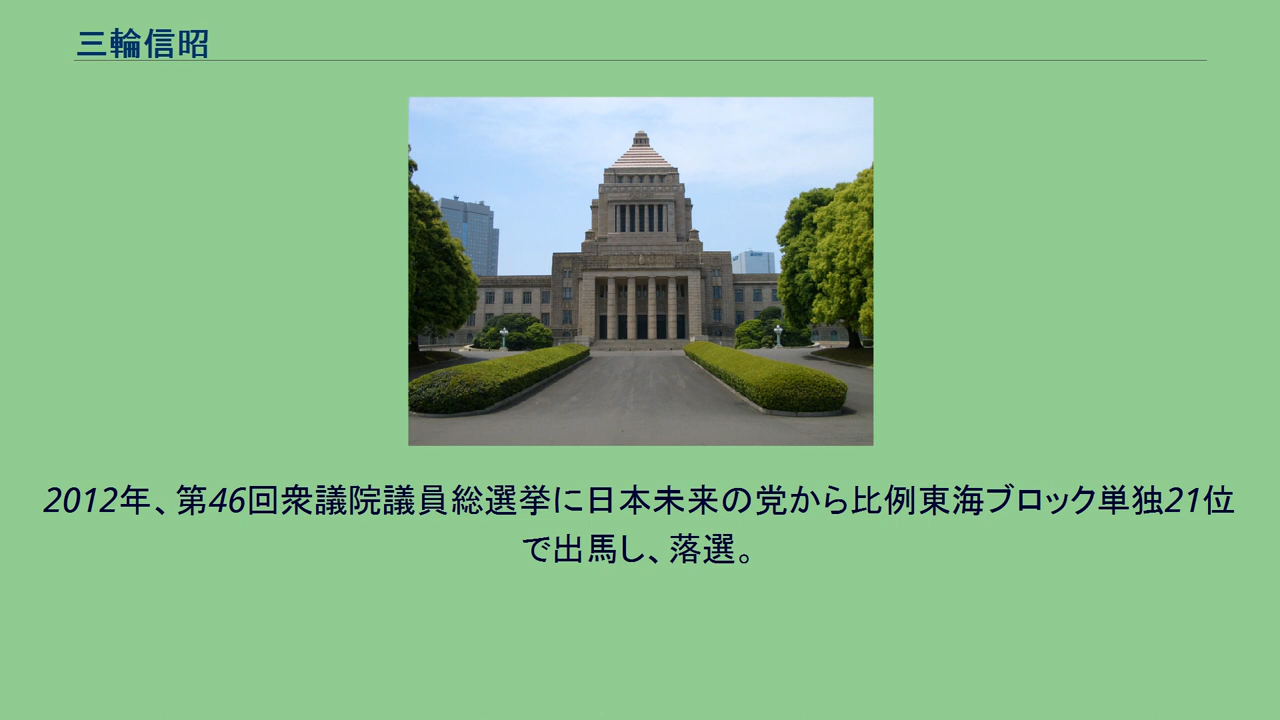 三輪信昭
2012年、第46回衆議院議員総選挙に日本未来の党から比例東海ブロック単独21位
で出馬し、落選。